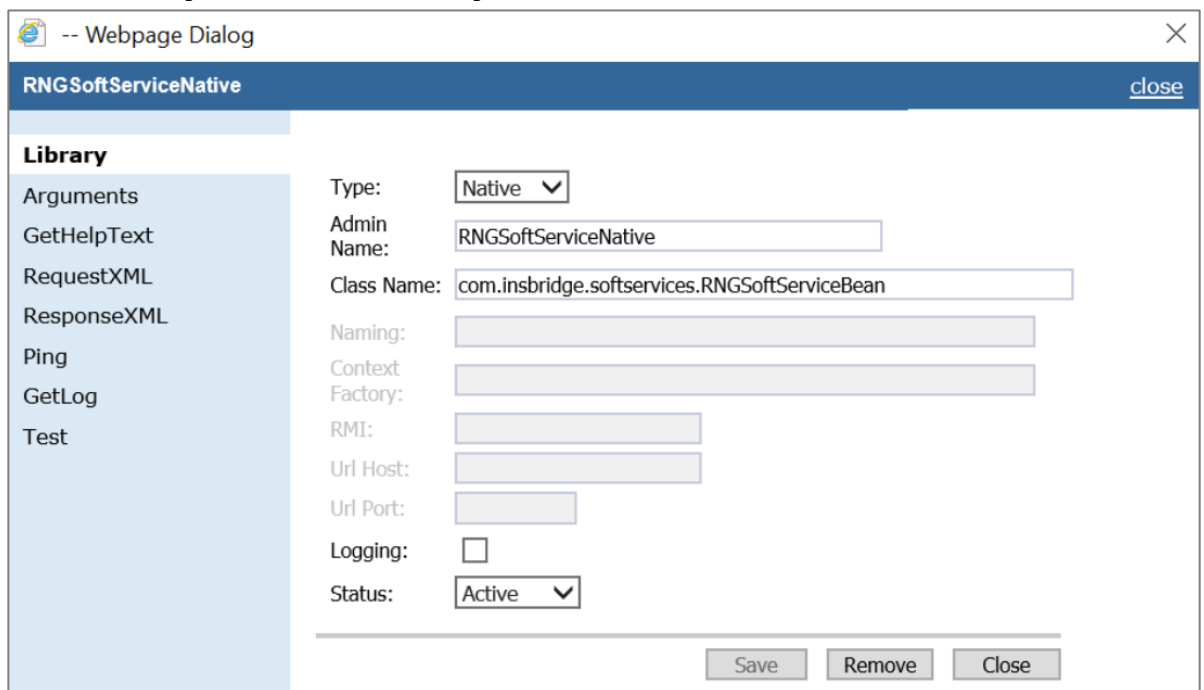 -- Webpage Dialog
RNGSoftServiceNative close
Library
Arguments
GetHelpText
RequestXML
ResponseXML
Ping
GetLog
Test
Type: Native
Admin
Name: RNGSoftServiceNative
Class Name: com.insbridge.softservices.RNGSoftServiceBean
Naming:
Context
Factory:
RMI:
Url Host:
Url Port:
Logging:
Status: Active
Save Remove Close